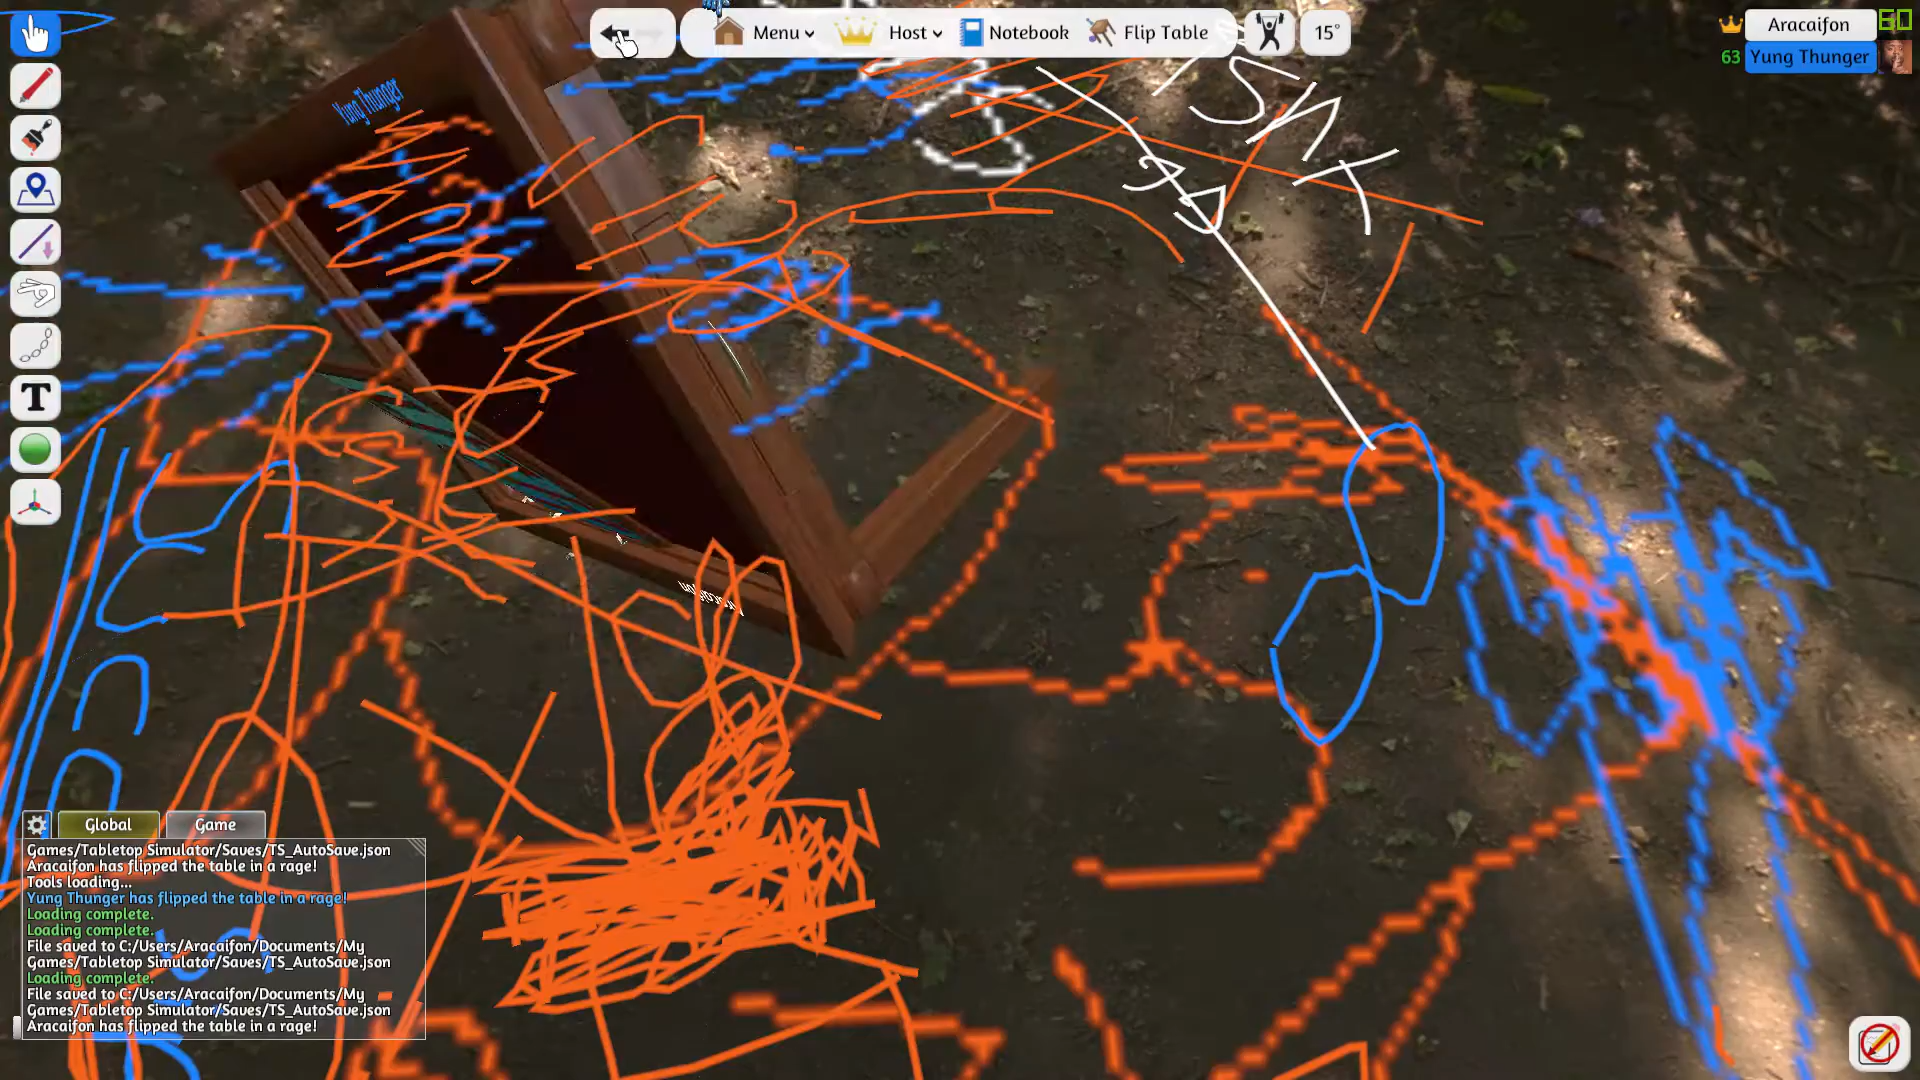 Menu Host Notebook Flip Table 15°
60
Aracaifon
63 Yung Thunger
Yung Thunger
T
Global Game
Games/Tabletop Simulator/Saves/TS_AutoSave.json
Aracaifon has flipped the table in a rage!
Tools loading...
Yung Thunger has flipped the table in a rage!
Loading complete.
Loading complete.
File saved to C:/Users/Aracaifon/Documents/My
Games/Tabletop Simulator/Saves/TS_AutoSave.json
Loading complete.
File saved to C:/Users/Aracaifon/Documents/My
Games/Tabletop Simulator/Saves/TS_AutoSave.json
Aracaifon has flipped the table in a rage!